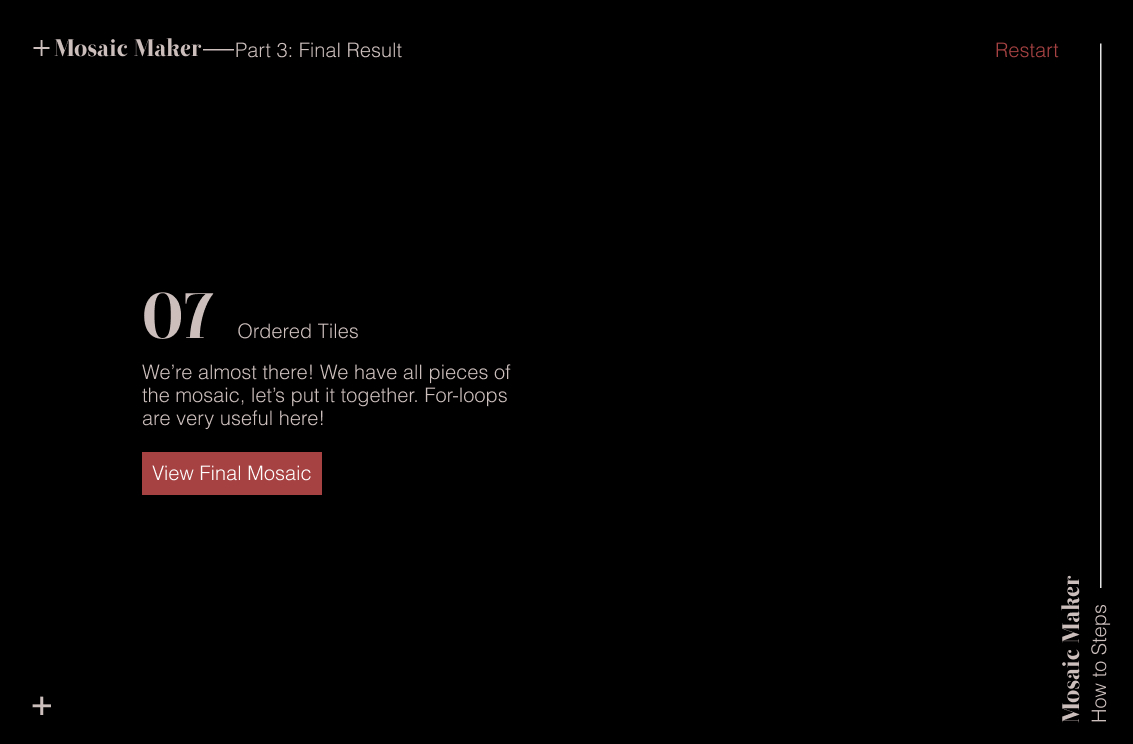 + Mosaic Maker—Part 3: Final Result
Restart
07 Ordered Tiles
We’re almost there! We have all pieces of
the mosaic, let’s put it together. For-loops
are very useful here!
View Final Mosaic
Mosaic Maker
How to Steps
+